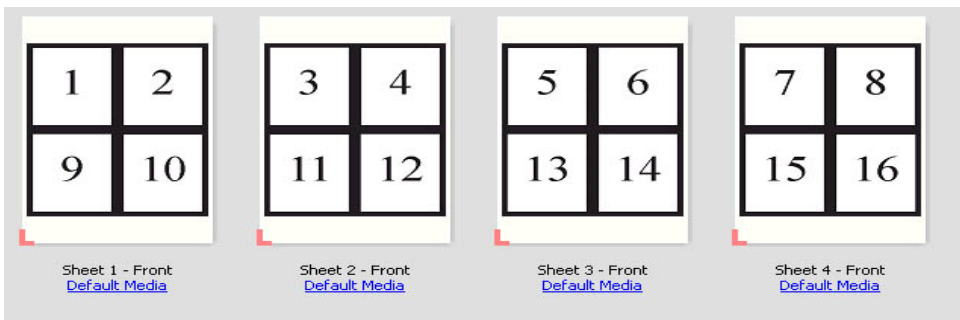 1 2
9 10
Sheet 1 - Front
Default Media
3 4
11 12
Sheet 2 - Front
Default Media
5 6
13 14
Sheet 3 - Front
Default Media
7 8
15 16
Sheet 4 - Front
Default Media